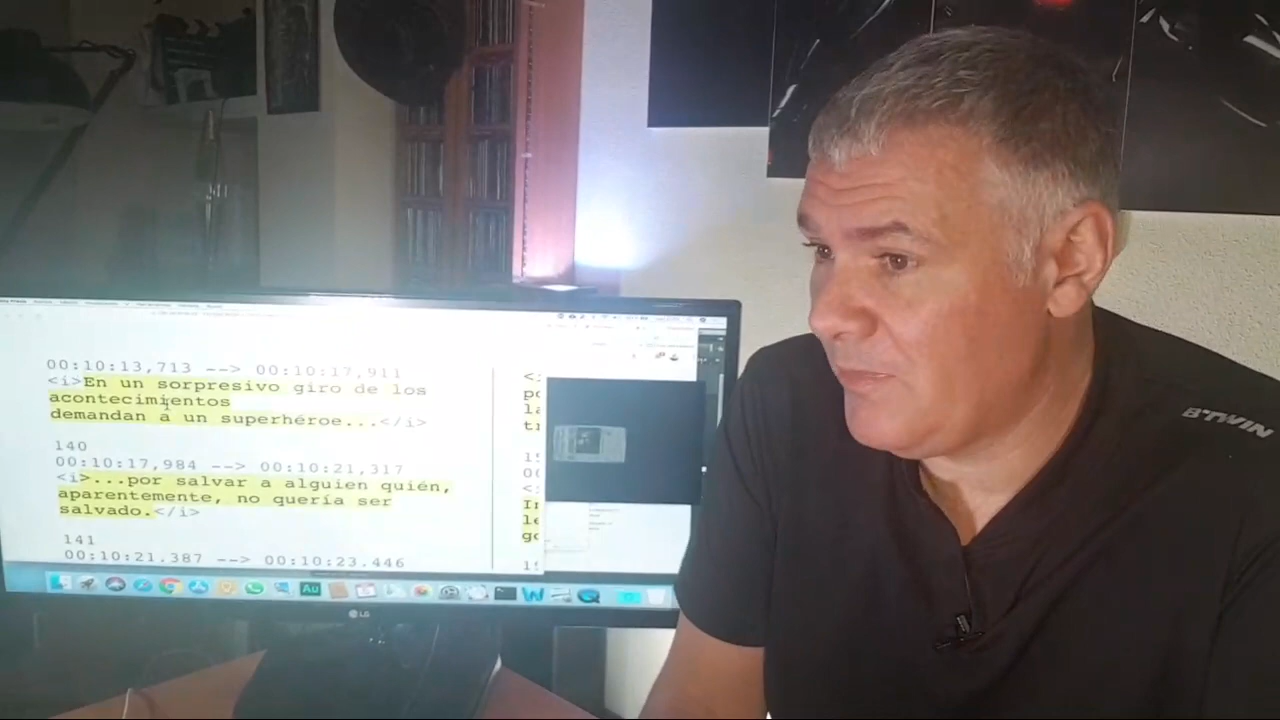 00:10:13,713 --> 00:10:17,911
<i>En un sorpresivo giro de los
acontecimientos
demandan a un superhéroe...</i>
140
00:10:17,984 --> 00:10:21,317
<i>...por salvar a alguien quién,
aparentemente, no quería ser
salvado.</i>
141
00:10:21,387 --> 00:10:23,446
Au
W
LG
B'TWIN